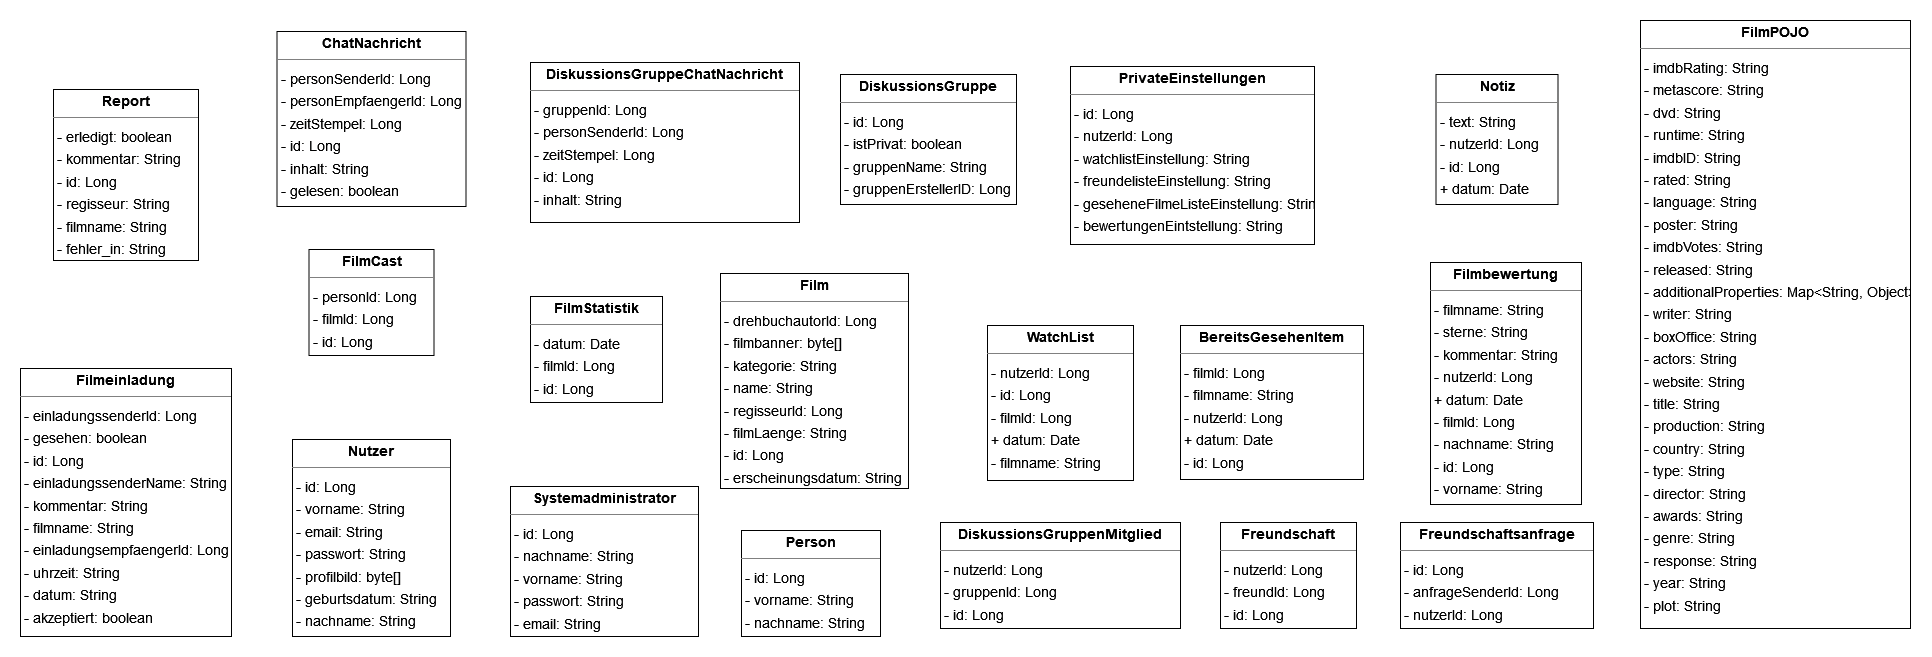 Report
- erledigt: boolean
- kommentar: String
- id: Long
- regisseur: String
- filmname: String
- fehler_in: String
ChatNachricht
- personSenderId: Long
- personEmpfaengerId: Long
- zeitStempel: Long
- id: Long
- inhalt: String
- gelesen: boolean
DiskussionsGruppeChatNachricht
- gruppenId: Long
- personSenderId: Long
- zeitStempel: Long
- id: Long
- inhalt: String
DiskussionsGruppe
- id: Long
- istPrivat: boolean
- gruppenName: String
- gruppenErstellerID: Long
PrivateEinstellungen
- id: Long
- nutzerId: Long
- watchlistEinstellung: String
- freundelisteEinstellung: String
- geseheneFilmeListeEinstellung: Strin
- bewertungenEintstellung: String
Notiz
- text: String
- nutzerId: Long
- id: Long
+ datum: Date
FilmPOJO
- imdbRating: String
- metascore: String
- dvd: String
- runtime: String
- imdbID: String
- rated: String
- language: String
- poster: String
- imdbVotes: String
- released: String
- additionalProperties: Map<String, Object>
- writer: String
- boxOffice: String
- actors: String
- website: String
- title: String
- production: String
- country: String
- type: String
- director: String
- awards: String
- genre: String
- response: String
- year: String
- plot: String
FilmCast
- personId: Long
- filmId: Long
- id: Long
FilmStatistik
- datum: Date
- filmId: Long
- id: Long
Film
- drehbuchautorId: Long
- filmbanner: byte[]
- kategorie: String
- name: String
- regisseurId: Long
- filmLaenge: String
- id: Long
- erscheinungsdatum: String
WatchList
- nutzerId: Long
- id: Long
- filmId: Long
+ datum: Date
- filmname: String
BereitsGesehenItem
- filmId: Long
- filmname: String
- nutzerId: Long
+ datum: Date
- id: Long
Filmbewertung
- filmname: String
- sterne: String
- kommentar: String
- nutzerId: Long
+ datum: Date
- filmId: Long
- nachname: String
- id: Long
- vorname: String
Filmeinladung
- einladungssenderId: Long
- gesehen: boolean
- id: Long
- einladungssenderName: String
- kommentar: String
- filmname: String
- einladungsempfaengerId: Long
- uhrzeit: String
- datum: String
- akzeptiert: boolean
Nutzer
- id: Long
- vorname: String
- email: String
- passwort: String
- profilbild: byte[]
- geburtsdatum: String
- nachname: String
Systemadministrator
- id: Long
- nachname: String
- vorname: String
- passwort: String
- email: String
Person
- id: Long
- vorname: String
- nachname: String
DiskussionsGruppenMitglied
- nutzerId: Long
- gruppenId: Long
- id: Long
Freundschaft
- nutzerId: Long
- freundId: Long
- id: Long
Freundschaftsanfrage
- id: Long
- anfrageSenderId: Long
- nutzerId: Long